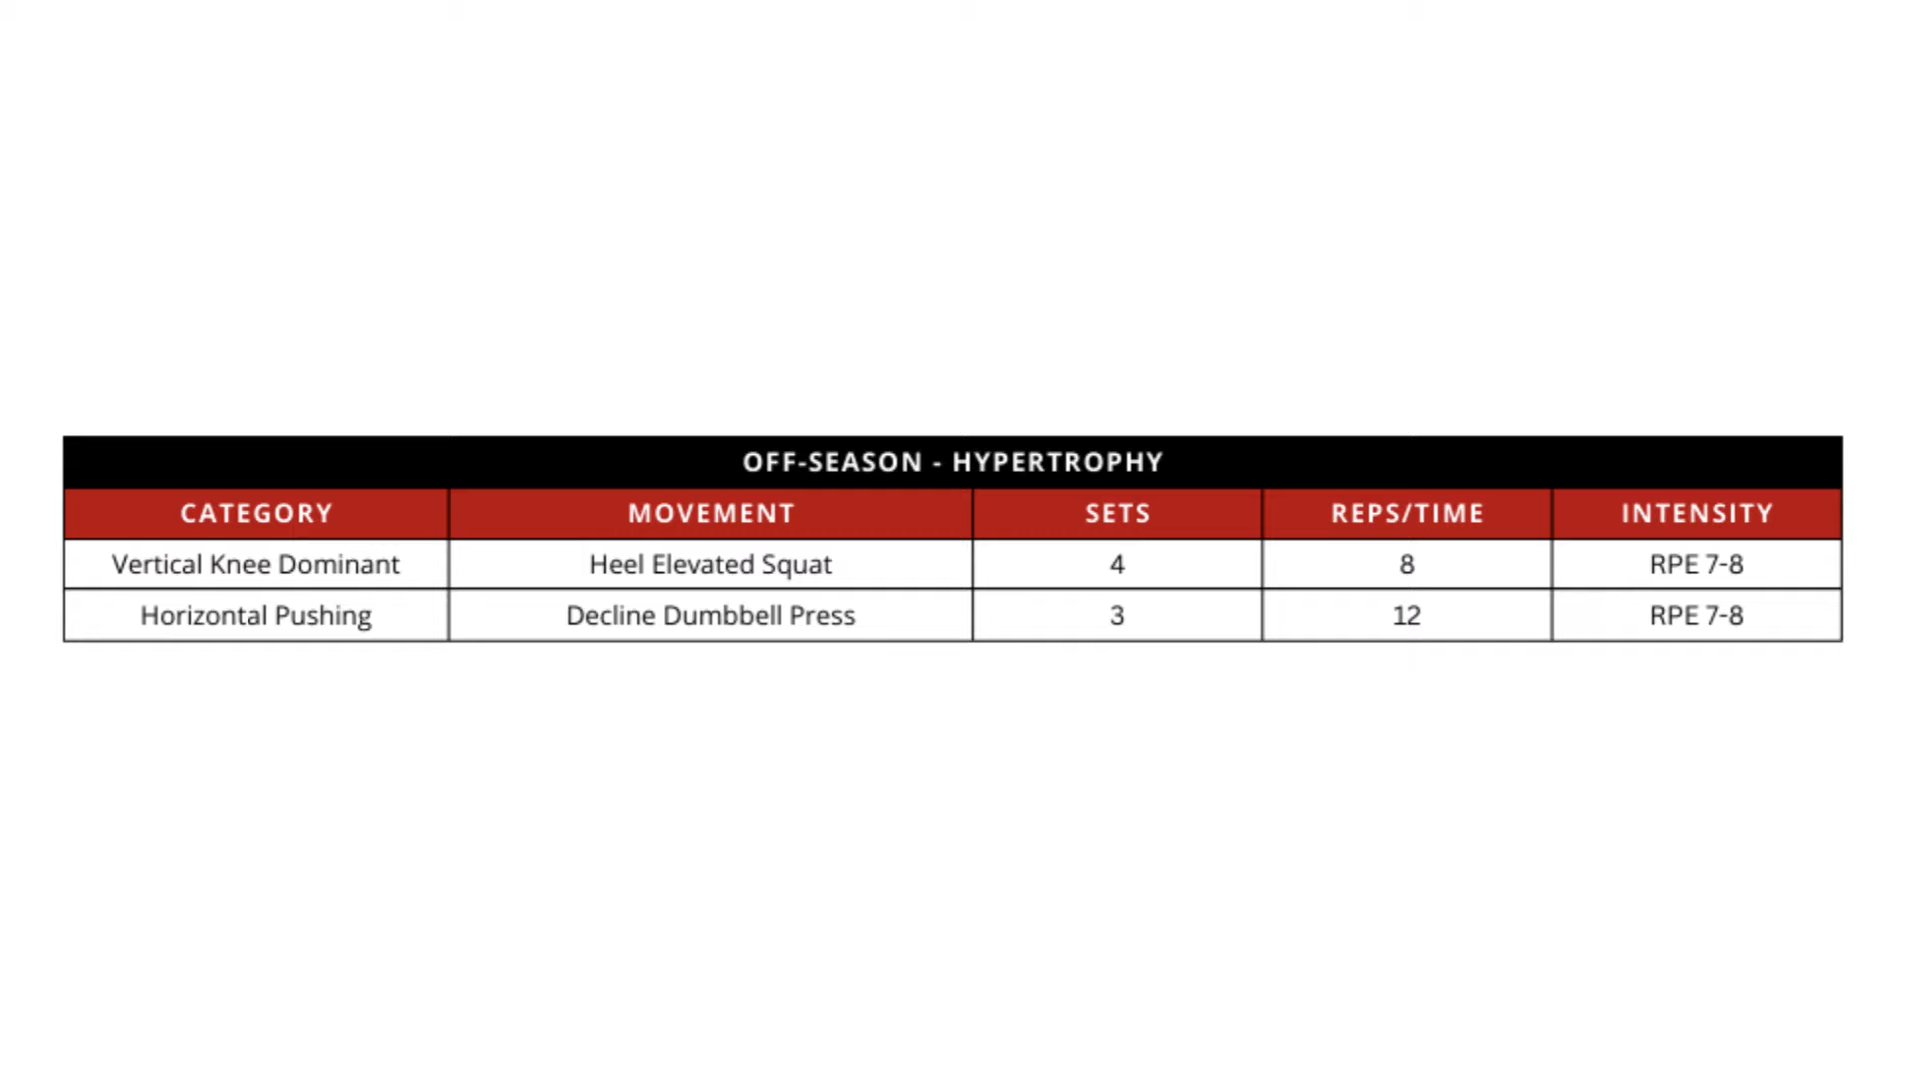 OFF-SEASON - HYPERTROPHY
CATEGORY MOVEMENT SETS REPS/TIME INTENSITY
Vertical Knee Dominant Heel Elevated Squat 4 8 RPE 7-8
Horizontal Pushing Decline Dumbbell Press 3 12 RPE 7-8